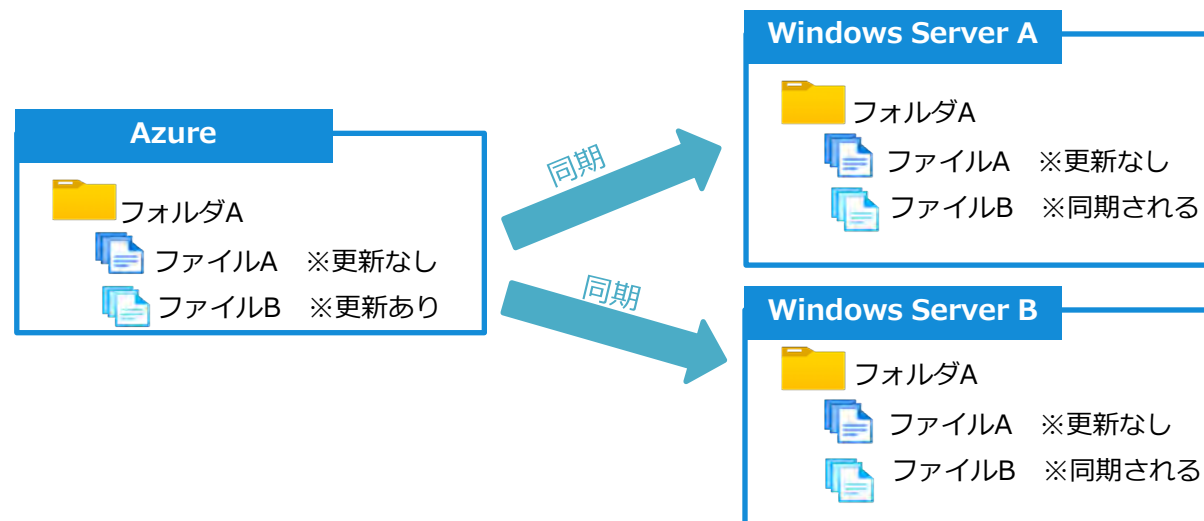 Azure
フォルダA
ファイルA　※更新なし
ファイルB　※更新あり
同期
同期
Windows Server A
フォルダA
ファイルA　※更新なし
ファイルB　※同期される
Windows Server B
フォルダA
ファイルA　※更新なし
ファイルB　※同期される